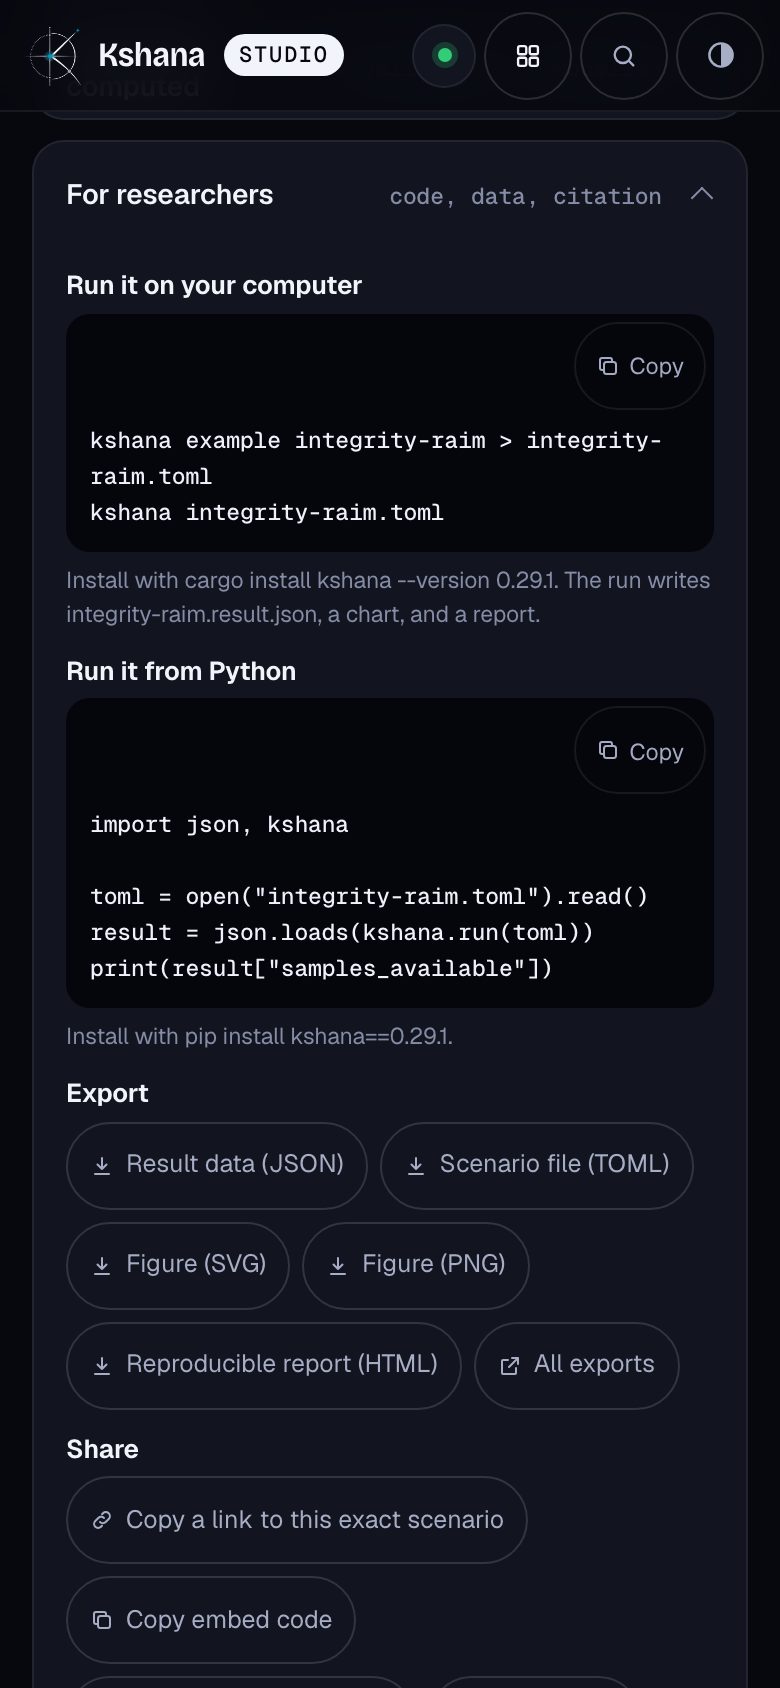 Kshana STUDIO
computed
For researchers code, data, citation
Run it on your computer
Copy
kshana example integrity-raim > integrity-
raim.toml
kshana integrity-raim.toml
Install with cargo install kshana --version 0.29.1. The run writes
integrity-raim.result.json, a chart, and a report.
Run it from Python
Copy
import json, kshana
toml = open("integrity-raim.toml").read()
result = json.loads(kshana.run(toml))
print(result["samples_available"])
Install with pip install kshana==0.29.1.
Export
Result data (JSON) Scenario file (TOML)
Figure (SVG) Figure (PNG)
Reproducible report (HTML) All exports
Share
Copy a link to this exact scenario
Copy embed code